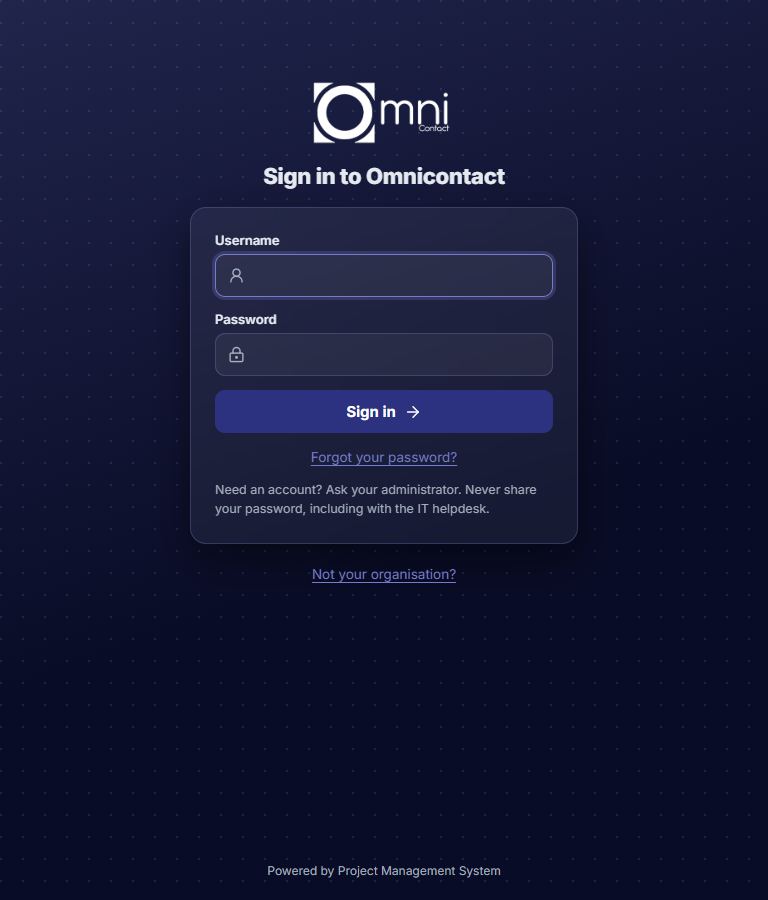 Omni
Contact
Sign in to Omnicontact
Username
Password
Sign in
Forgot your password?
Need an account? Ask your administrator. Never share
your password, including with the IT helpdesk.
Not your organisation?
Powered by Project Management System